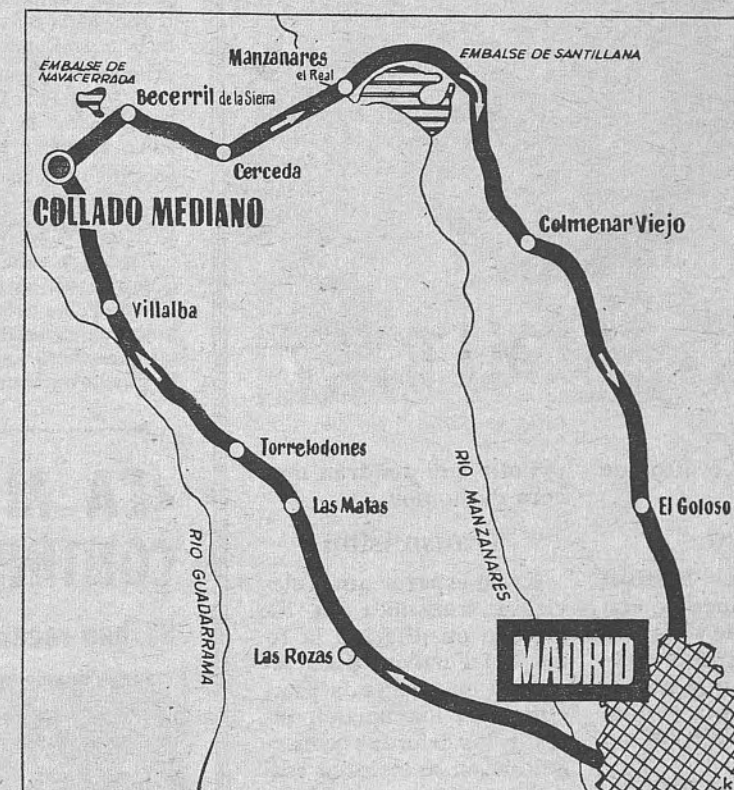 EMBALSE DE
NAVACERRADA
Manzanares
el Real
EMBALSE DE SANTILLANA
Becerril de la Sierra
Cerceda
COLLADO MEDIANO
Colmenar Viejo
Villalba
Torrelodones
Las Matas
RIO MANZANARES
El Goloso
RIO GUADARRAMA
Las Rozas
MADRID
k